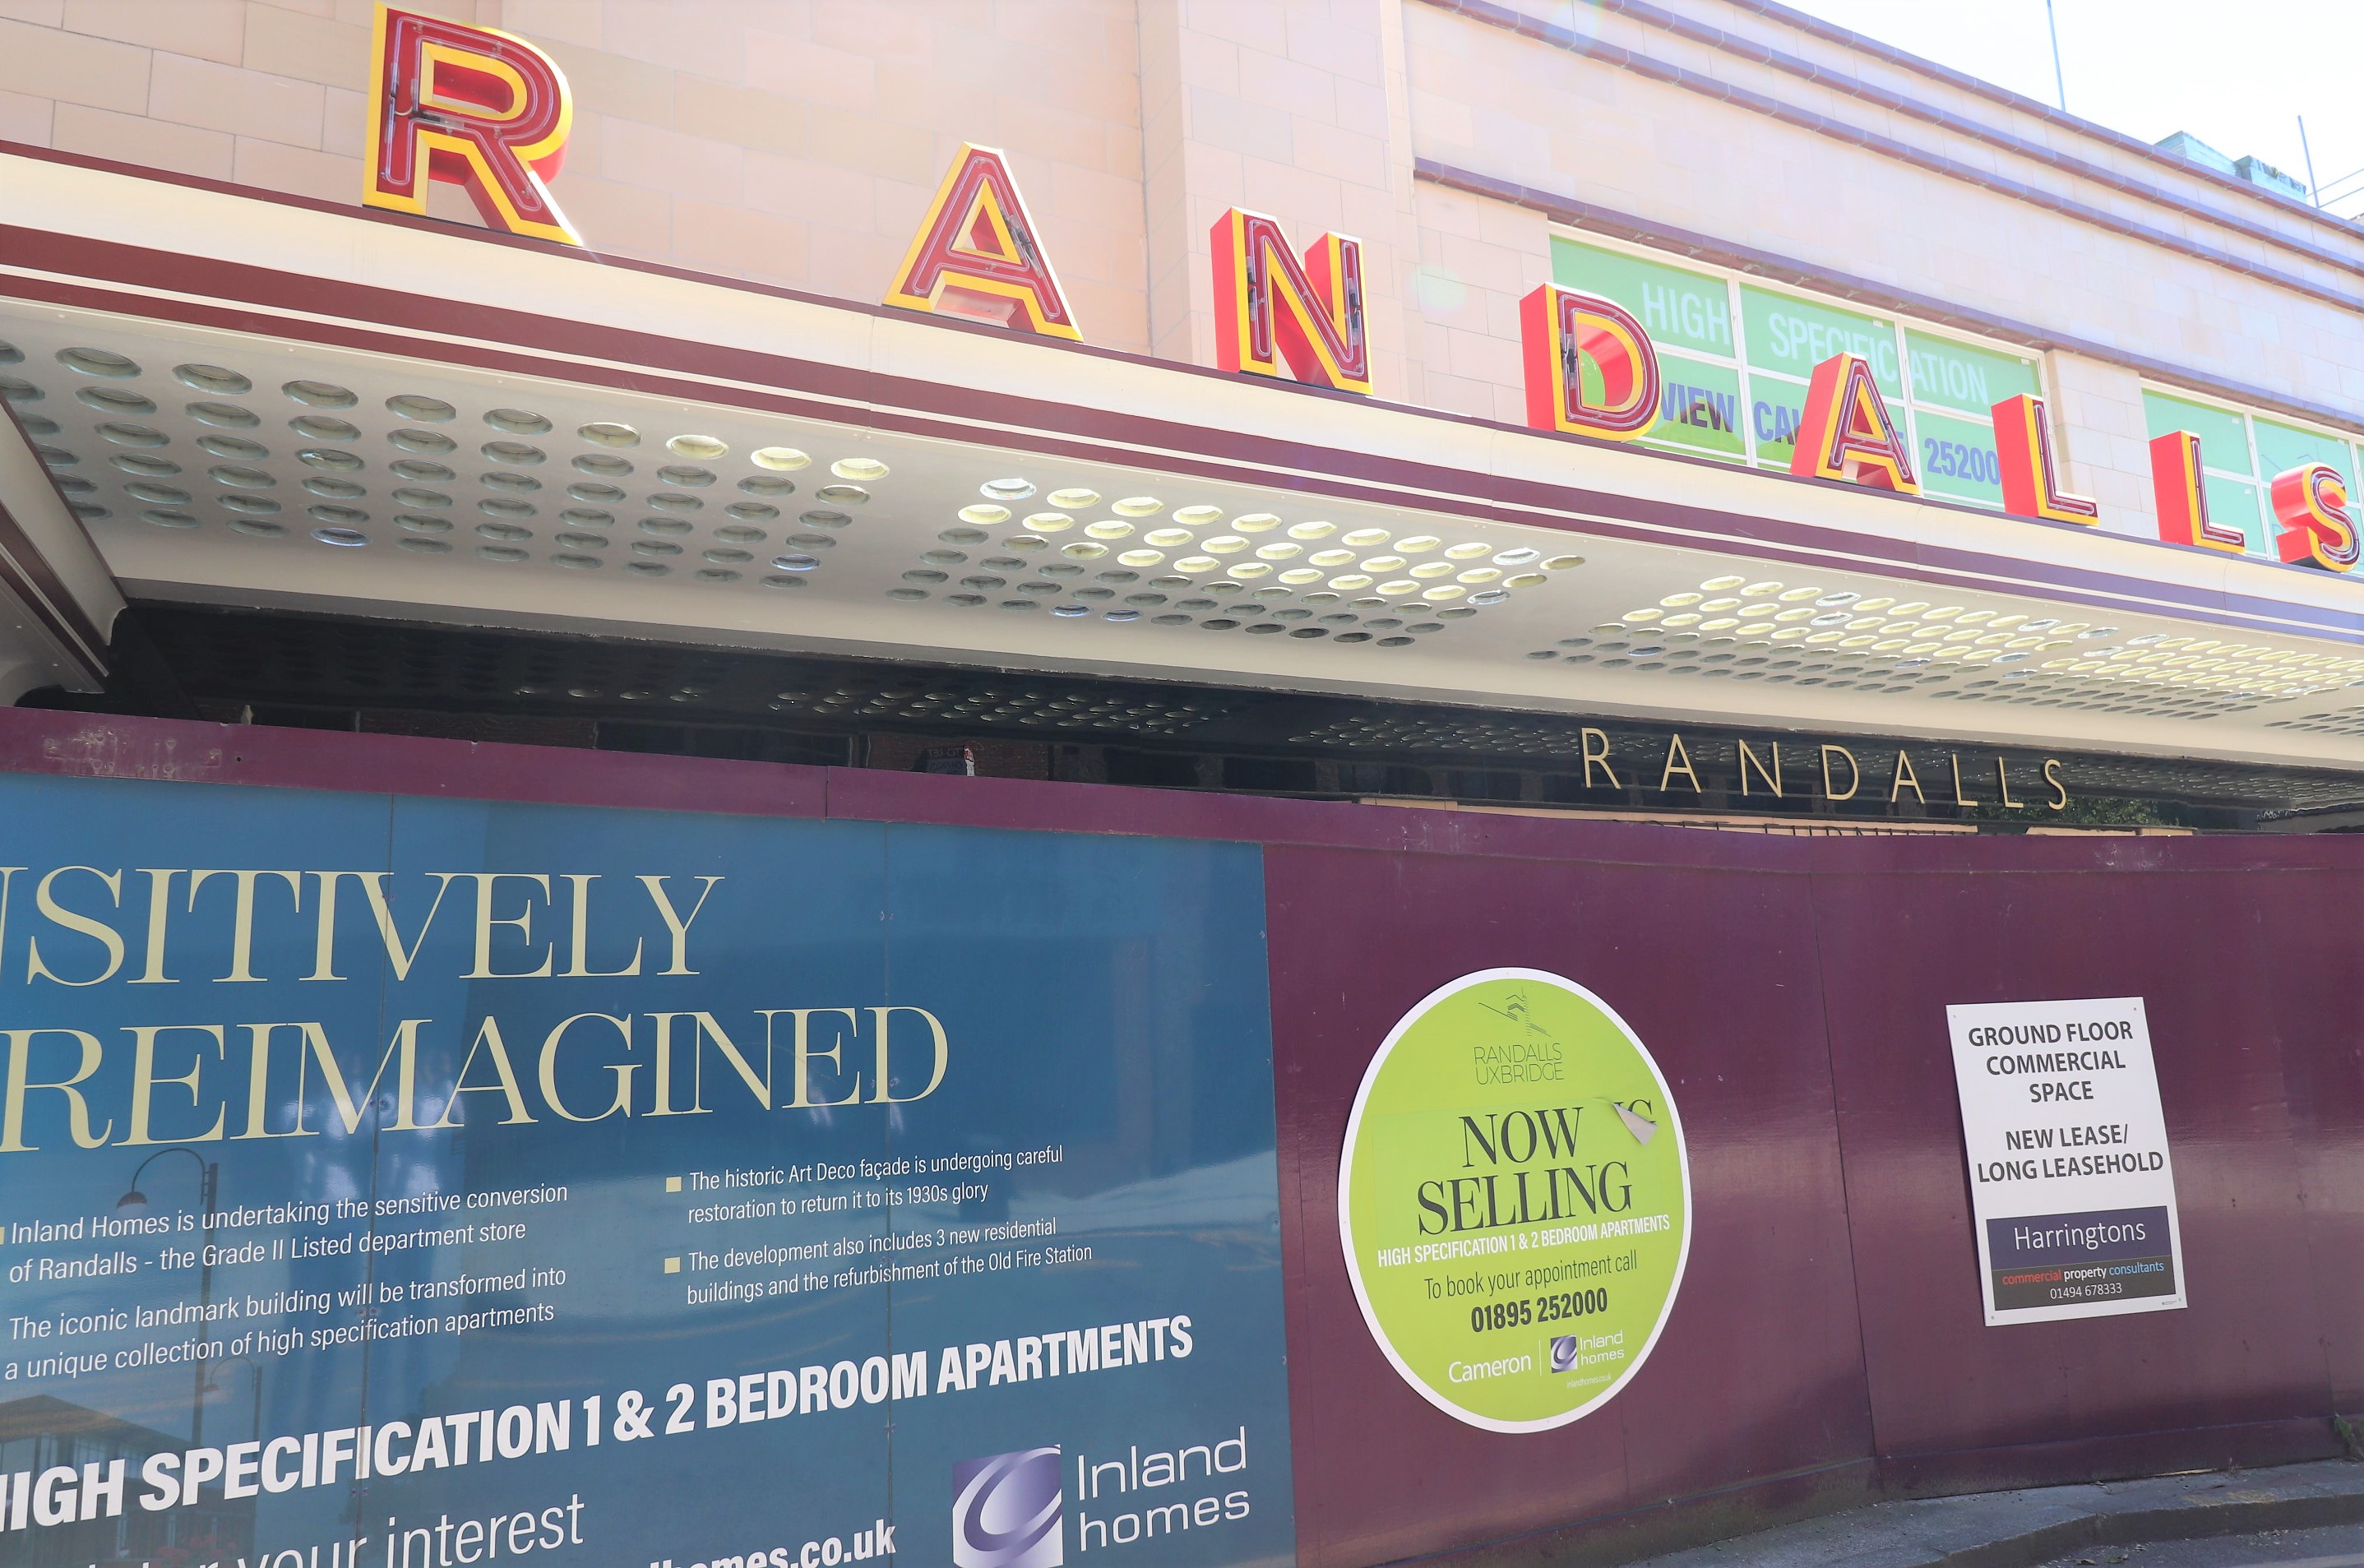 RANDALLS
HIGH SPECIFICATION
VIEW
25200
RANDALLS
SITIVELY
REIMAGINED
Inland Homes is undertaking the sensitive conversion
of Randalls - the Grade II Listed department store
The iconic landmark building will be transformed into
a unique collection of high specification apartments
The historic Art Deco façade is undergoing careful
restoration to return it to its 1930s glory
The development also includes 3 new residential
buildings and the refurbishment of the Old Fire Station
HIGH SPECIFICATION 1 & 2 BEDROOM APARTMENTS
your interest
homes.co.uk
Inland
homes
RANDALLS
UXBRIDGE
NOW
SELLING
HIGH SPECIFICATION 1 & 2 BEDROOM APARTMENTS
To book your appointment call
01895 252000
Cameron
Inland
homes
inlandhomes.co.uk
GROUND FLOOR
COMMERCIAL
SPACE
NEW LEASE/
LONG LEASEHOLD
Harringtons
commercial property consultants
01494 678333